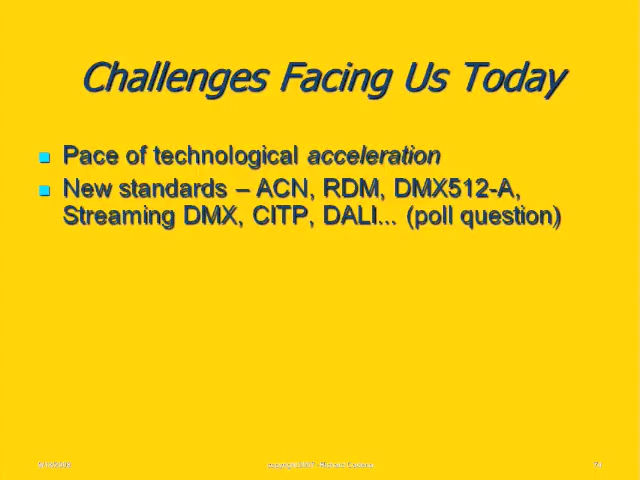 Challenges Facing Us Today
Pace of technological acceleration
New standards – ACN, RDM, DMX512-A,
Streaming DMX, CITP, DALI... (poll question)